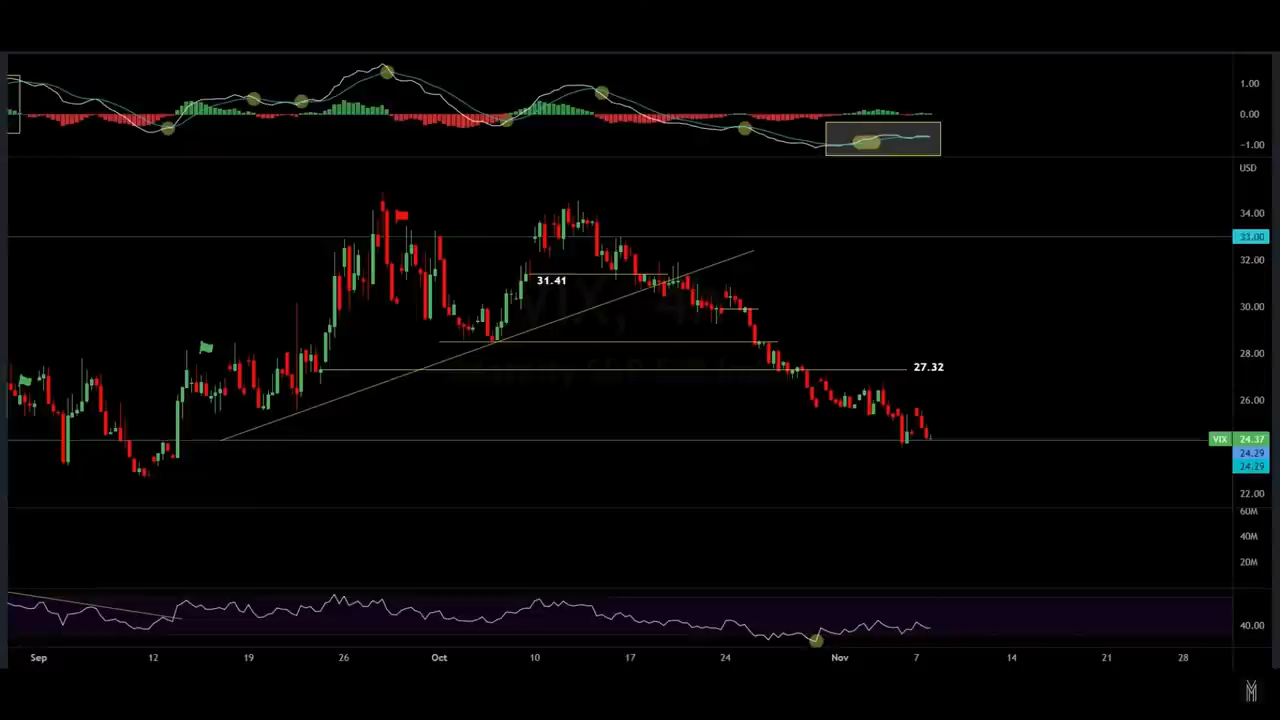 1.00
0.00
-1.00
USD
34.00
33.00
32.00
31.41
30.00
28.00
27.32
26.00
VIX 24.37
24.29
24.29
22.00
60M
40M
20M
40.00
Sep 12 19 26 Oct 10 17 24 Nov 7 14 21 28